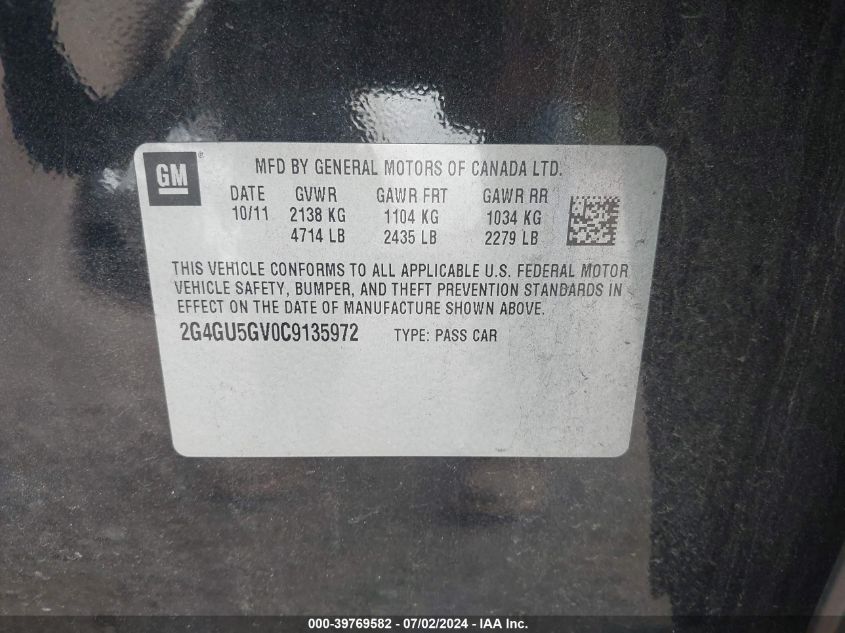 GM® MFD BY GENERAL MOTORS OF CANADA LTD.
DATE GVWR GAWR FRT GAWR RR
10/11 2138 KG 1104 KG 1034 KG
4714 LB 2435 LB 2279 LB
THIS VEHICLE CONFORMS TO ALL APPLICABLE U.S. FEDERAL MOTOR
VEHICLE SAFETY, BUMPER, AND THEFT PREVENTION STANDARDS IN
EFFECT ON THE DATE OF MANUFACTURE SHOWN ABOVE.
2G4GU5GV0C9135972 TYPE: PASS CAR
000-39769582 - 07/02/2024 - IAA Inc.